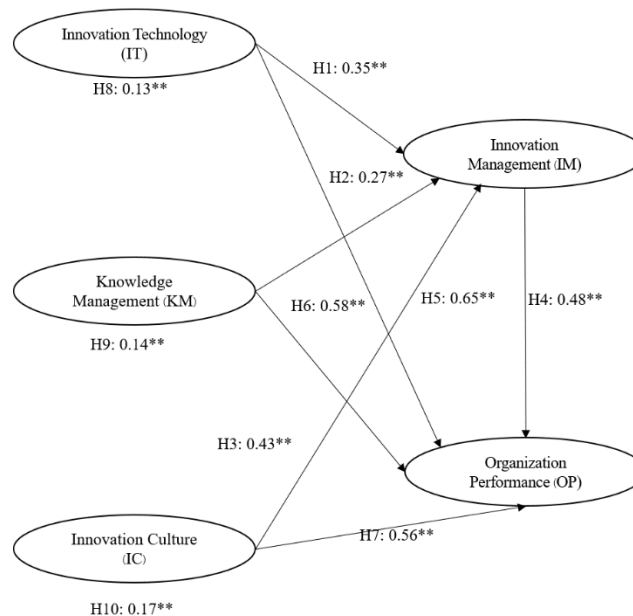 Innovation Technology
(IT)
H8: 0.13**
H1: 0.35**
Innovation
Management (IM)
H2: 0.27**
Knowledge
Management (KM)
H9: 0.14**
H6: 0.58**
H5: 0.65**
H4: 0.48**
H3: 0.43**
Organization
Performance (OP)
Innovation Culture
(IC)
H7: 0.56**
H10: 0.17**